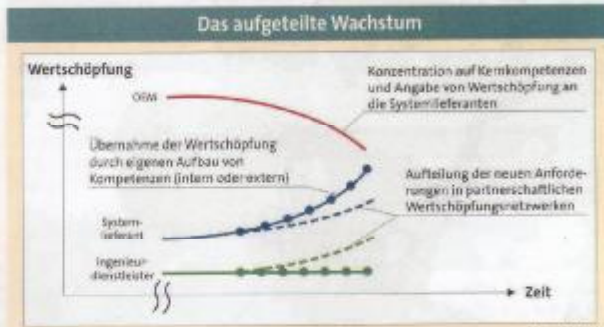 Das aufgeteilte Wachstum
Wertschöpfung
OEM
Konzentration auf Kernkompetenzen
und Angabe von Wertschöpfung an
die Systemlieferanten
Übernahme der Wertschöpfung
durch eigenen Aufbau von
Kompetenzen (intern oder extern)
Aufteilung der neuen Anforde-
rungen in partnerschaftlichen
Wertschöpfungsnetzwerken
System-
lieferant
Ingenieur-
dienstleister
Zeit